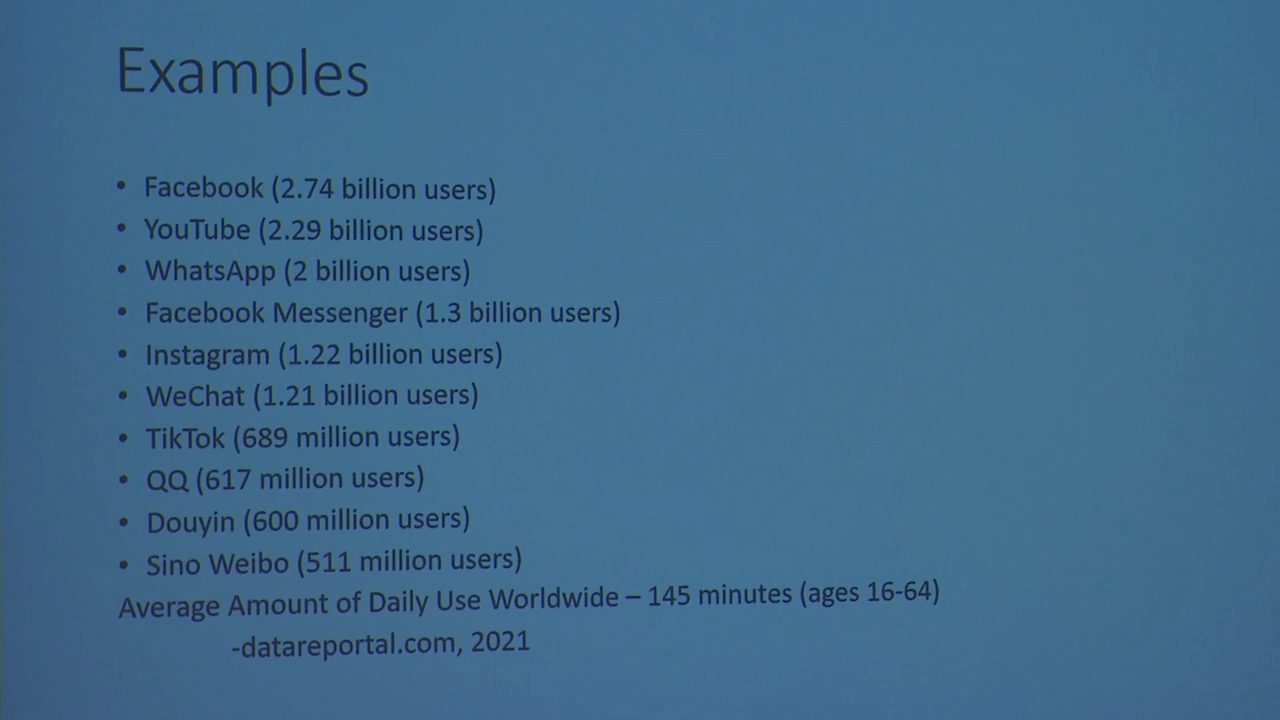 Examples
• Facebook (2.74 billion users)
• YouTube (2.29 billion users)
• WhatsApp (2 billion users)
• Facebook Messenger (1.3 billion users)
• Instagram (1.22 billion users)
• WeChat (1.21 billion users)
• TikTok (689 million users)
• QQ (617 million users)
• Douyin (600 million users)
• Sino Weibo (511 million users)
Average Amount of Daily Use Worldwide – 145 minutes (ages 16-64)
-datareportal.com, 2021